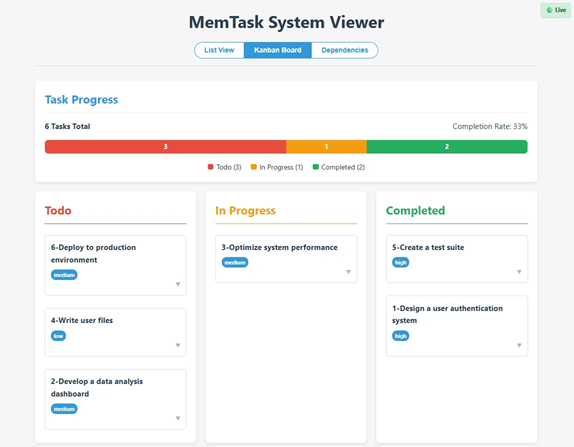 Live
MemTask System Viewer
List View
Kanban Board
Dependencies
Task Progress
6 Tasks Total
Completion Rate: 33%
3
1
2
Todo (3)
In Progress (1)
Completed (2)
Todo
6-Deploy to production
environment
medium
4-Write user files
low
2-Develop a data analysis
dashboard
medium
In Progress
3-Optimize system performance
medium
Completed
5-Create a test suite
high
1-Design a user authentication
system
high